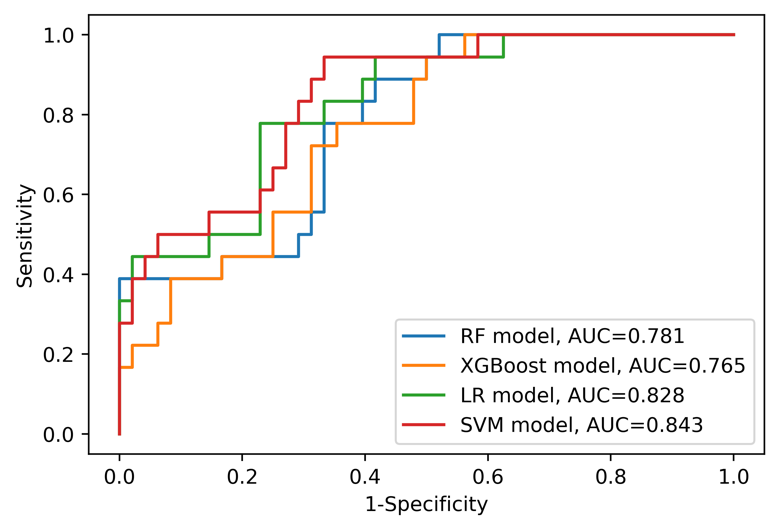 1.0
0.8
0.6
0.4
0.2
0.0
Sensitivity
RF model, AUC=0.781
XGBoost model, AUC=0.765
LR model, AUC=0.828
SVM model, AUC=0.843
0.0 0.2 0.4 0.6 0.8 1.0
1-Specificity